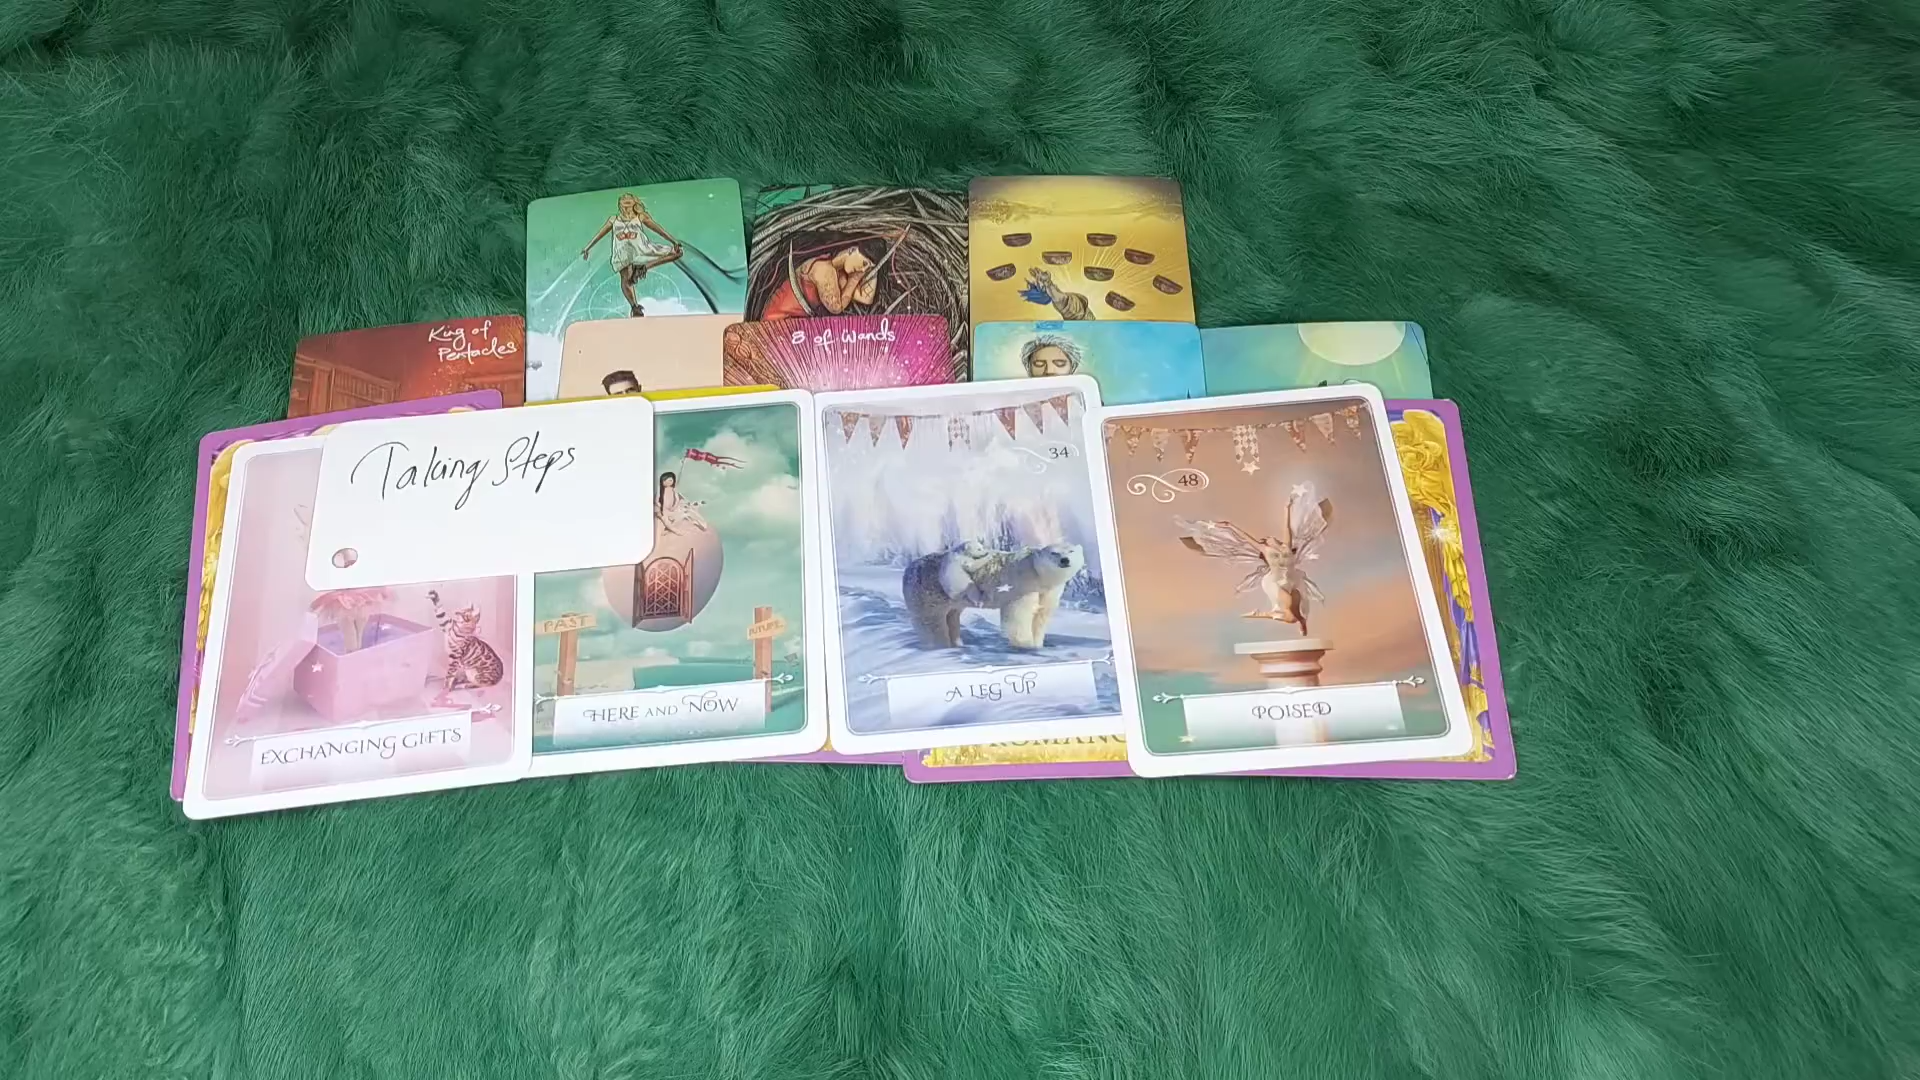 King of
Pentacles
8 of Wands
Taking Steps
34
48
PAST
FUTURE
EXCHANGING GIFTS
HERE AND NOW
A LEG UP
POISED